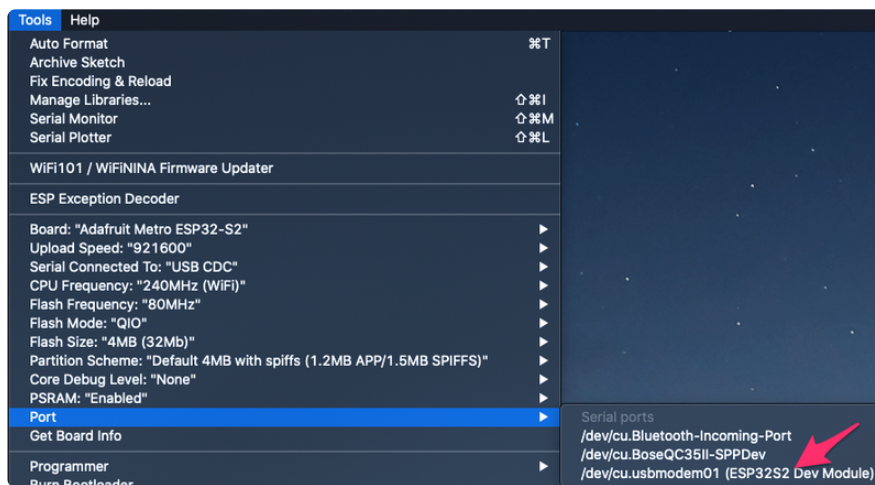 Tools Help
Auto Format ⌘T
Archive Sketch
Fix Encoding & Reload
Manage Libraries... ⇧⌘I
Serial Monitor ⇧⌘M
Serial Plotter ⇧⌘L
WiFi101 / WiFiNINA Firmware Updater
ESP Exception Decoder
Board: "Adafruit Metro ESP32-S2"
Upload Speed: "921600"
Serial Connected To: "USB CDC"
CPU Frequency: "240MHz (WiFi)"
Flash Frequency: "80MHz"
Flash Mode: "QIO"
Flash Size: "4MB (32Mb)"
Partition Scheme: "Default 4MB with spiffs (1.2MB APP/1.5MB SPIFFS)"
Core Debug Level: "None"
PSRAM: "Enabled"
Port
Get Board Info
Programmer
Burn Bootloader
Serial ports
/dev/cu.Bluetooth-Incoming-Port
/dev/cu.BoseQC35II-SPPDev
/dev/cu.usbmodem01 (ESP32S2 Dev Module)